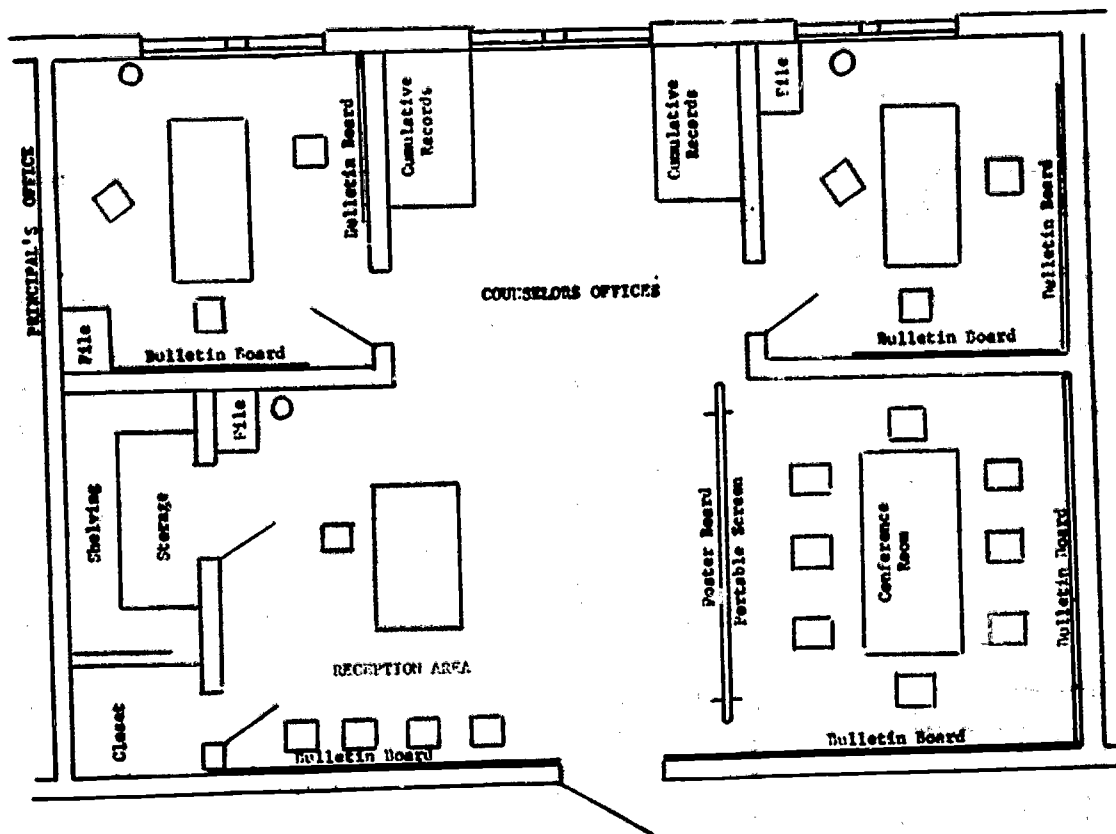 PRINCIPAL'S OFFICE
Bulletin Board
Cumulative
Records
Cumulative
Records
File
Bulletin Board
COUNSELORS OFFICES
File
Bulletin Board
Bulletin Board
File
Shelving
Storage
Poster Board
Portable Screen
Conference
Room
Bulletin Board
RECEPTION AREA
Closet
Bulletin Board
Bulletin Board